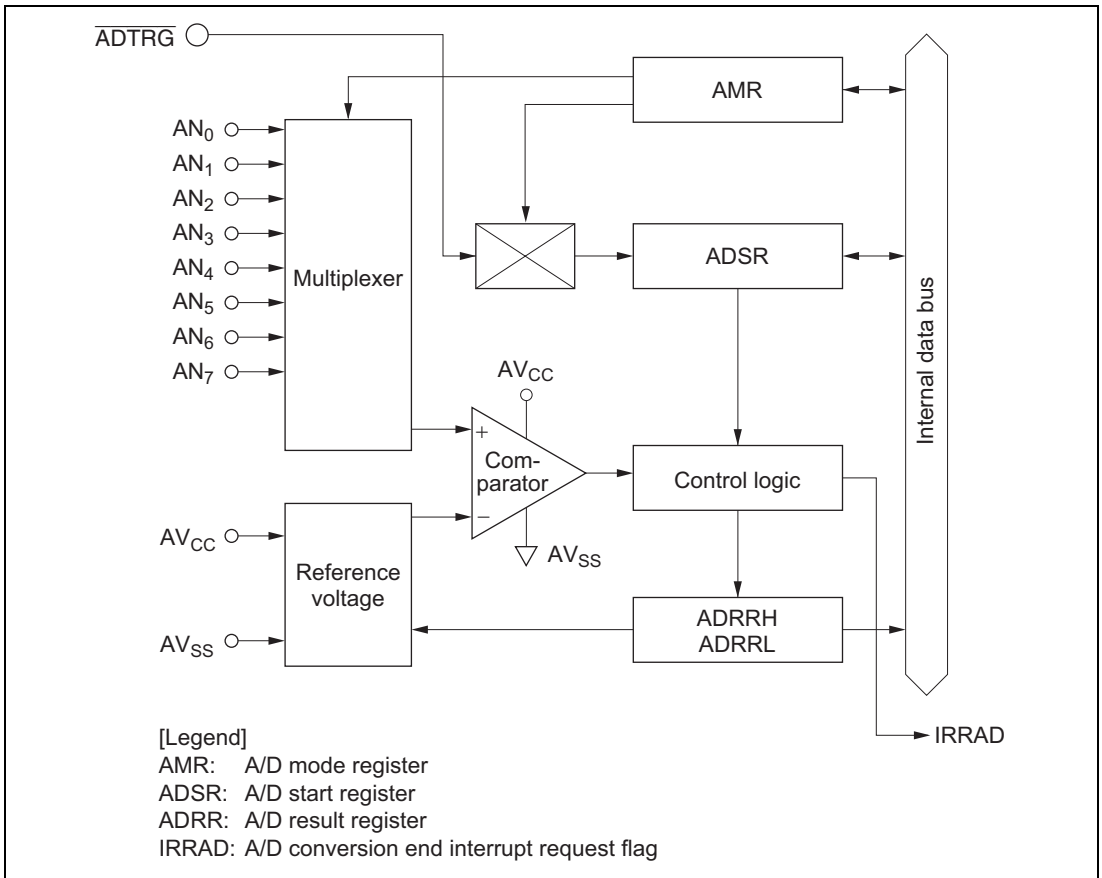 ADTRG
AMR
AN0
AN1
AN2
AN3
AN4
AN5
AN6
AN7
Multiplexer
ADSR
Internal data bus
AVCC
+
Com-
parator
−
AVSS
Control logic
AVCC
AVSS
Reference
voltage
ADRRH
ADRRL
IRRAD
[Legend]
AMR: A/D mode register
ADSR: A/D start register
ADRR: A/D result register
IRRAD: A/D conversion end interrupt request flag